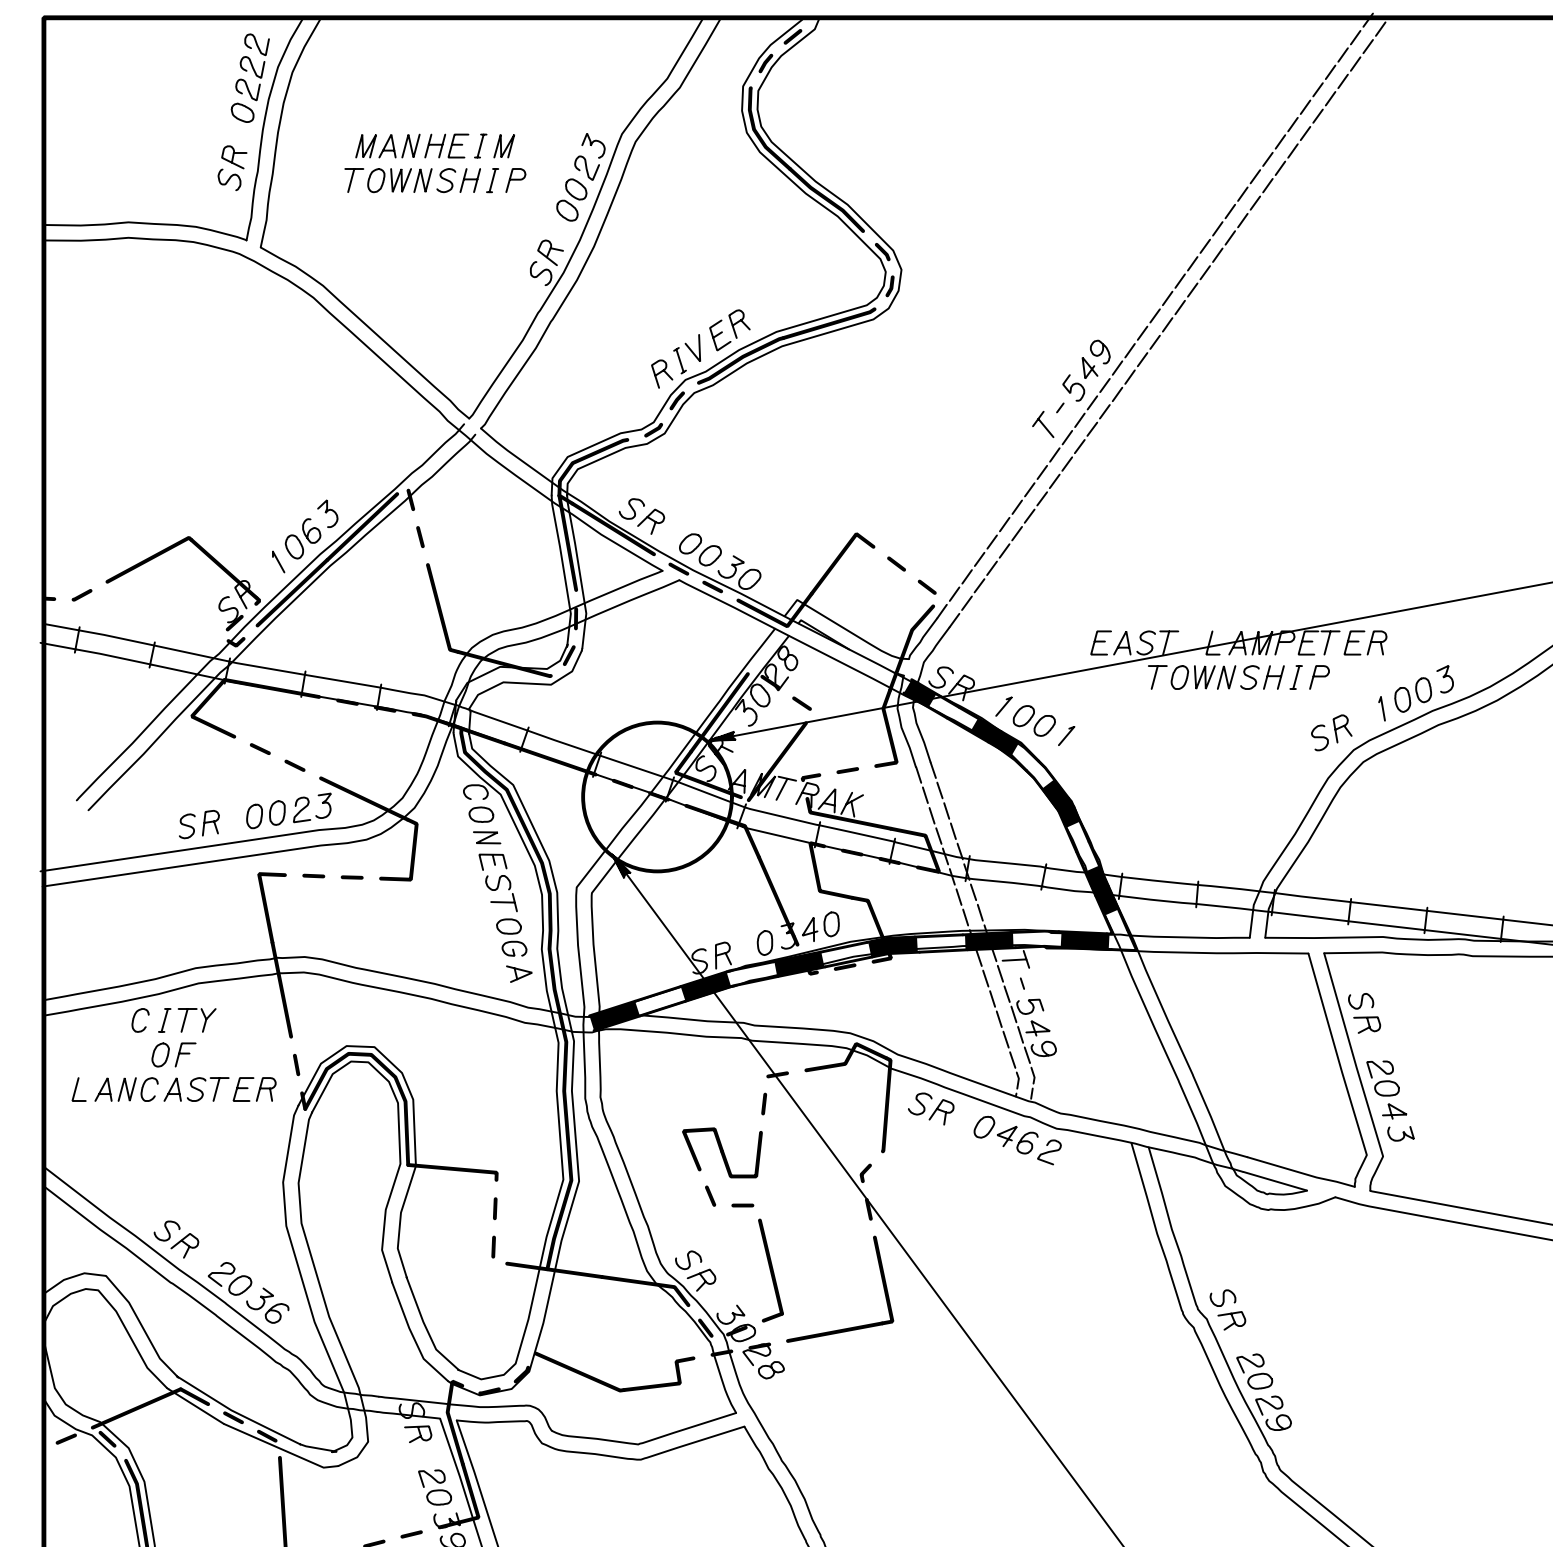 SR 0222
MANHEIM
TOWNSHIP
SR 0023
RIVER
T-549
SR 1063
SR 0030
EAST LAMPETER
TOWNSHIP
SR 3028
SR 1001
SR 1003
AMTRAK
SR 0023
CONESTOGA
SR 0340
T-549
CITY
OF
LANCASTER
SR 2043
SR 0462
SR 2036
SR 3028
SR 2029
SR 2039